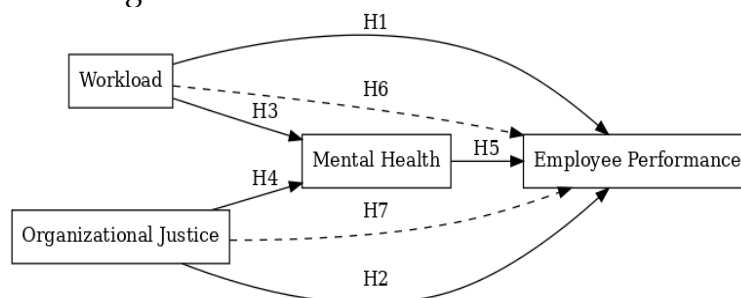 H1
Workload
H6
H3
Mental Health
H5
Employee Performance
H4
Organizational Justice
H7
H2